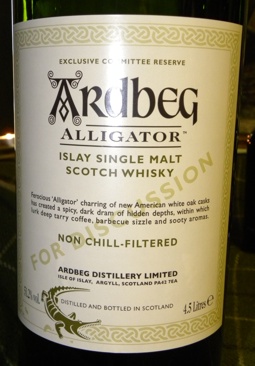 EXCLUSIVE COMMITTEE RESERVE
ARDBEG
ALLIGATOR™
ISLAY SINGLE MALT
SCOTCH WHISKY
Ferocious 'Alligator' charring of new American white oak casks
has created a spicy, dark dram of hidden depths, within which
lurk deep tarry coffee, barbecue sizzle and sooty aromas.
FOR DISCUSSION
NON CHILL-FILTERED
ARDBEG DISTILLERY LIMITED
ISLE OF ISLAY, ARGYLL, SCOTLAND PA42 7EA
DISTILLED AND BOTTLED IN SCOTLAND
51.2%vol
4.5 Litres ℮